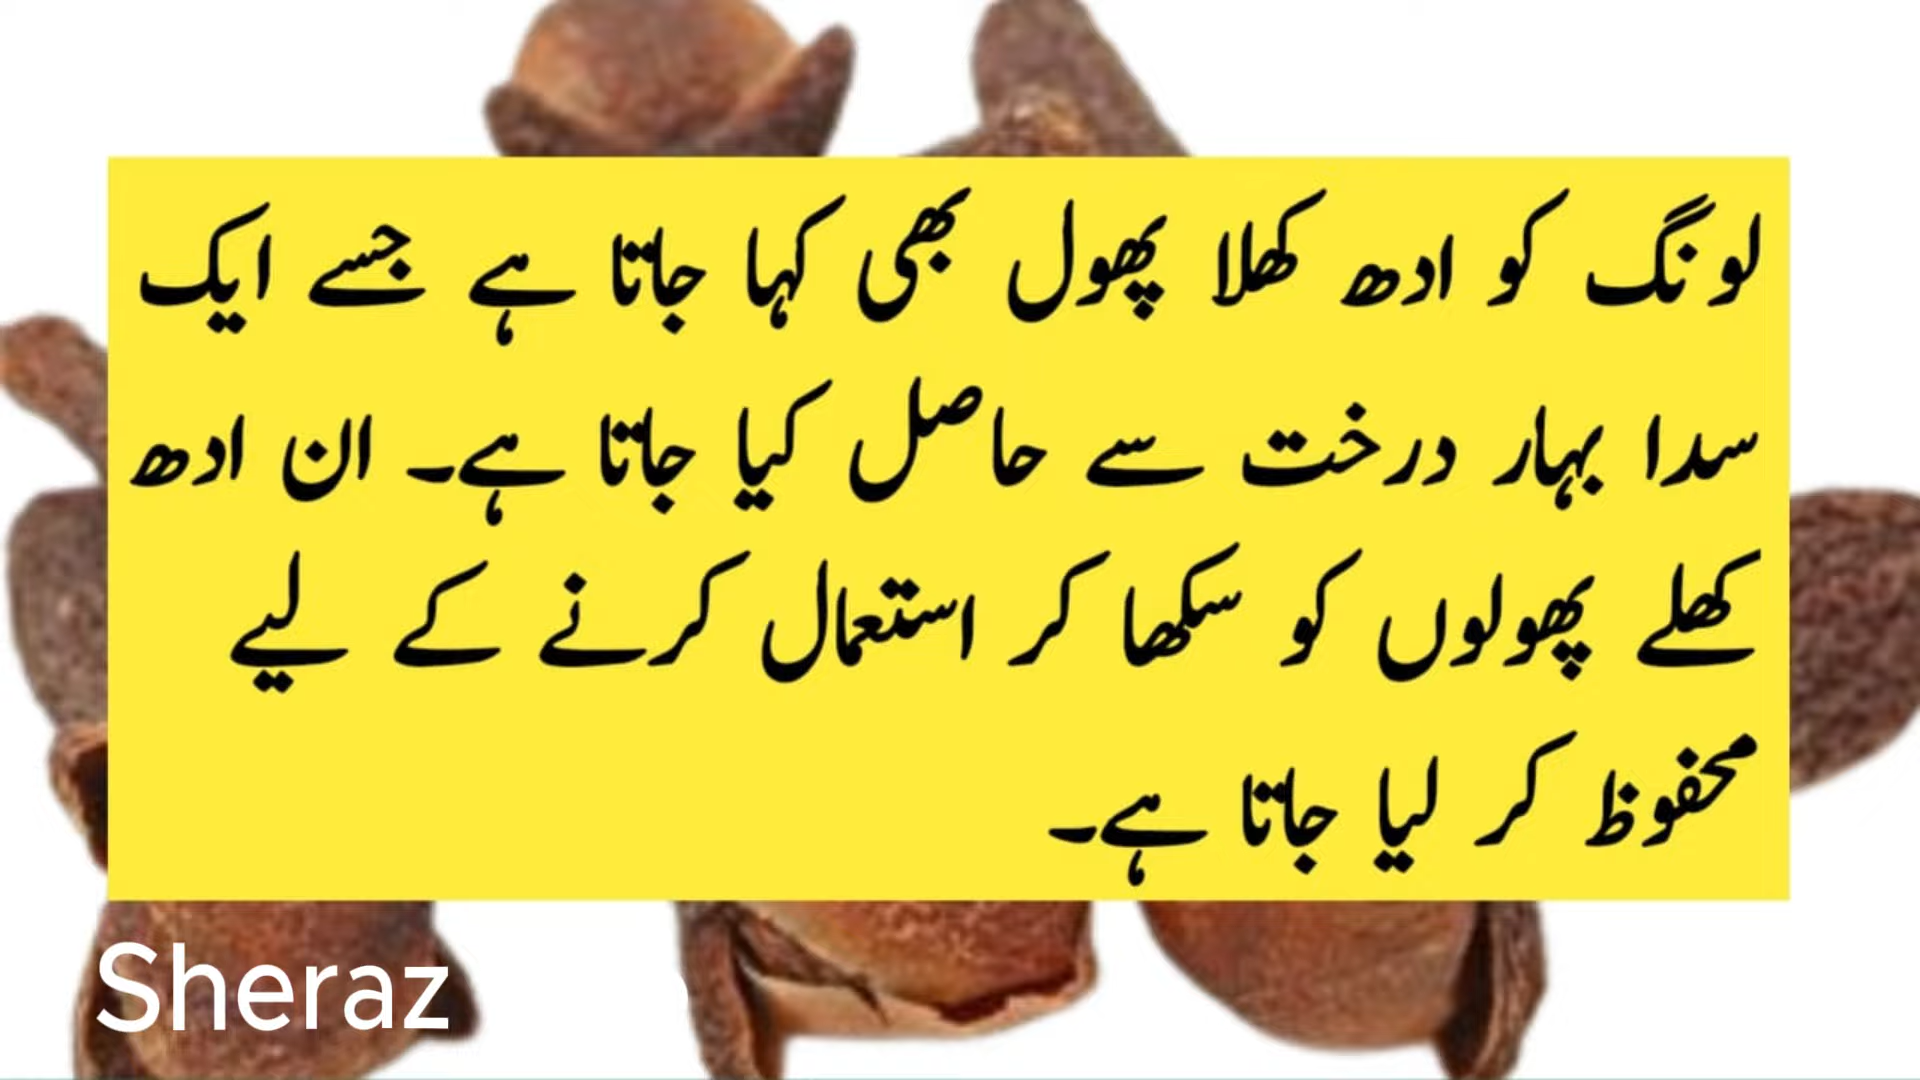 لونگ کو ادھ کھلا پھول بھی کہا جاتا ہے جسے ایک
سدا بہار درخت سے حاصل کیا جاتا ہے۔ ان ادھ
کھلے پھولوں کو سکھا کر استعمال کرنے کے لیے
محفوظ کر لیا جاتا ہے۔
Sheraz